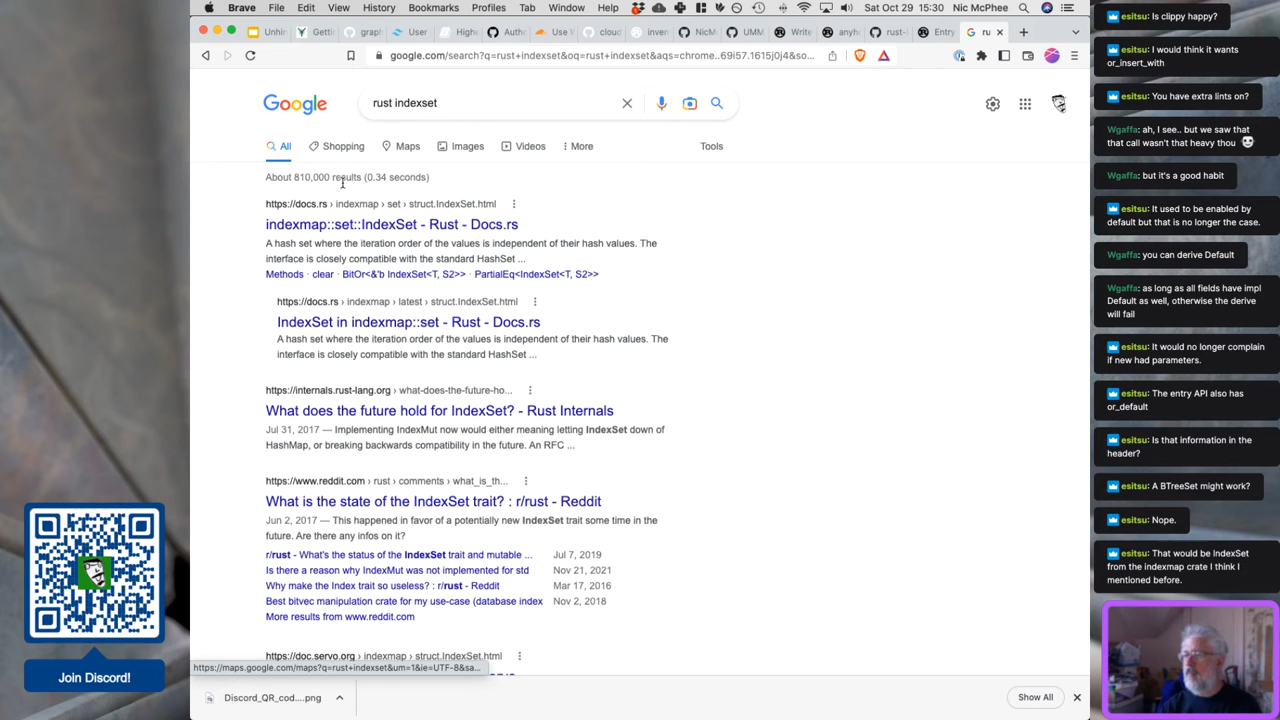 Brave File Edit View History Bookmarks Profiles Tab Window Help
Sat Oct 29 15:30 Nic McPhee
Unhir
Getti
graph
User
Highe
Autho
Use W
cloud
inven
NicM
UMM
Write
anyho
rust-
Entry
ru
google.com/search?q=rust+indexset&oq=rust+indexset&aqs=chrome..69i57.1615j0j4&so...
Google
rust indexset
All Shopping Maps Images Videos More Tools
About 810,000 results (0.34 seconds)
https://docs.rs › indexmap › set › struct.IndexSet.html
indexmap::set::IndexSet - Rust - Docs.rs
A hash set where the iteration order of the values is independent of their hash values. The
interface is closely compatible with the standard HashSet ...
Methods · clear · BitOr<&'b IndexSet<T, S2>> · PartialEq<IndexSet<T, S2>>
https://docs.rs › indexmap › latest › struct.IndexSet.html
IndexSet in indexmap::set - Rust - Docs.rs
A hash set where the iteration order of the values is independent of their hash values. The
interface is closely compatible with the standard HashSet ...
https://internals.rust-lang.org › what-does-the-future-ho...
What does the future hold for IndexSet? - Rust Internals
Jul 31, 2017 — Implementing IndexMut now would either meaning letting IndexSet down of
HashMap, or breaking backwards compatibility in the future. An RFC ...
https://www.reddit.com › rust › comments › what_is_th...
What is the state of the IndexSet trait? : r/rust - Reddit
Jun 2, 2017 — This happened in favor of a potentially new IndexSet trait some time in the
future. Are there any infos on it?
r/rust - What's the status of the IndexSet trait and mutable ... Jul 7, 2019
Is there a reason why IndexMut was not implemented for std Nov 21, 2021
Why make the Index trait so useless? : r/rust - Reddit Mar 17, 2016
Best bitvec manipulation crate for my use-case (database index Nov 2, 2018
More results from www.reddit.com
https://doc.servo.org › indexmap › set › struct.IndexSet.html
https://maps.google.com/maps?q=rust+indexset&um=1&ie=UTF-8&sa...
Discord_QR_cod....png
Show All
Join Discord!
esitsu: Is clippy happy?
esitsu: I would think it wants
or_insert_with
esitsu: You have extra lints on?
Wgaffa: ah, I see.. but we saw that
that call wasn't that heavy thou
Wgaffa: but it's a good habit
esitsu: It used to be enabled by
default but that is no longer the case.
Wgaffa: you can derive Default
Wgaffa: as long as all fields have impl
Default as well, otherwise the derive
will fail
esitsu: It would no longer complain
if new had parameters.
esitsu: The entry API also has
or_default
esitsu: Is that information in the
header?
esitsu: A BTreeSet might work?
esitsu: Nope.
esitsu: That would be IndexSet
from the indexmap crate I think I
mentioned before.